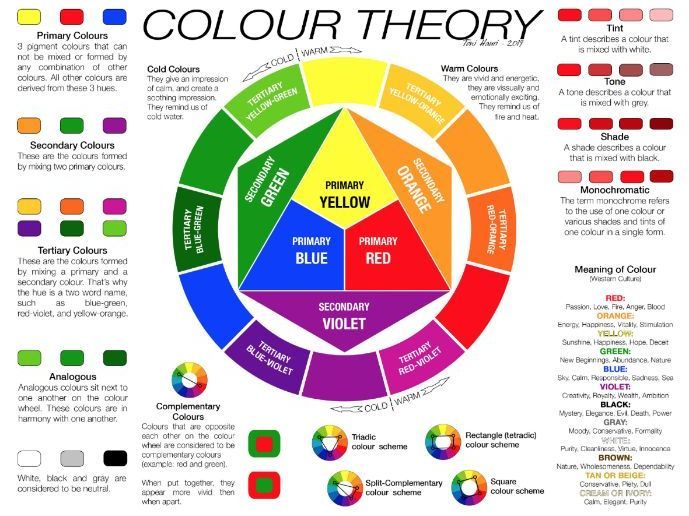 COLOUR THEORY
Primary Colours
3 pigment colours that can
not be mixed or formed by
any combination of other
colours. All other colours are
derived from these 3 hues.
Secondary Colours
These are the colours formed
by mixing two primary colours.
Tertiary Colours
These are the colours formed
by mixing a primary and a
secondary colour. That's why
the hue is a two word name,
such as blue-green,
red-violet, and yellow-orange.
Analogous
Analogous colours sit next to
one another on the colour
wheel. These colours are in
harmony with one another.
White, black and gray are
considered to be neutral.
Cold Colours
They give an impression
of calm, and create a
soothing impression.
They remind us of
cold water.
COLD WARM
Warm Colours
They are vivid and energetic,
they are vissually and
emotionally exciting.
They remind us of
fire and heat.
TERTIARY
YELLOW-GREEN
TERTIARY
YELLOW-ORANGE
SECONDARY
GREEN
SECONDARY
ORANGE
PRIMARY
YELLOW
TERTIARY
BLUE-GREEN
TERTIARY
RED-ORANGE
PRIMARY
BLUE
PRIMARY
RED
SECONDARY
VIOLET
TERTIARY
BLUE-VIOLET
TERTIARY
RED-VIOLET
COLD WARM
Complementary
Colours
Colours that are opposite
each other on the colour
wheel are considered to be
complementary colours
(example: red and green).
When put together, they
appear more vivid then
when apart.
Triadic
colour scheme
Rectangle (tetradic)
colour scheme
Split-Complementary
colour scheme
Square
colour scheme
Tint
A tint describes a colour that
is mixed with white.
Tone
A tone describes a colour that
is mixed with grey.
Shade
A shade describes a colour
that is mixed with black.
Monochromatic
The term monochrome refers
to the use of one colour or
various shades and tints of
one colour in a single form.
Meaning of Colour
(Western Culture)
RED:
Passion, Love, Fire, Anger, Blood
ORANGE:
Energy, Happiness, Vitality, Stimulation
YELLOW:
Sunshine, Happiness, Hope, Deceit
GREEN:
New Beginnings, Abundance, Nature
BLUE:
Sky, Calm, Responsible, Sadness, Sea
VIOLET:
Creativity, Royalty, Wealth, Ambition
BLACK:
Mystery, Elegance, Evil, Death, Power
GRAY:
Moody, Conservative, Formality
WHITE:
Purity, Cleanliness, Virtue, Innocence
BROWN:
Nature, Wholesomeness, Dependability
TAN OR BEIGE:
Conservative, Piety, Dull
CREAM OR IVORY:
Calm, Elegant, Purity